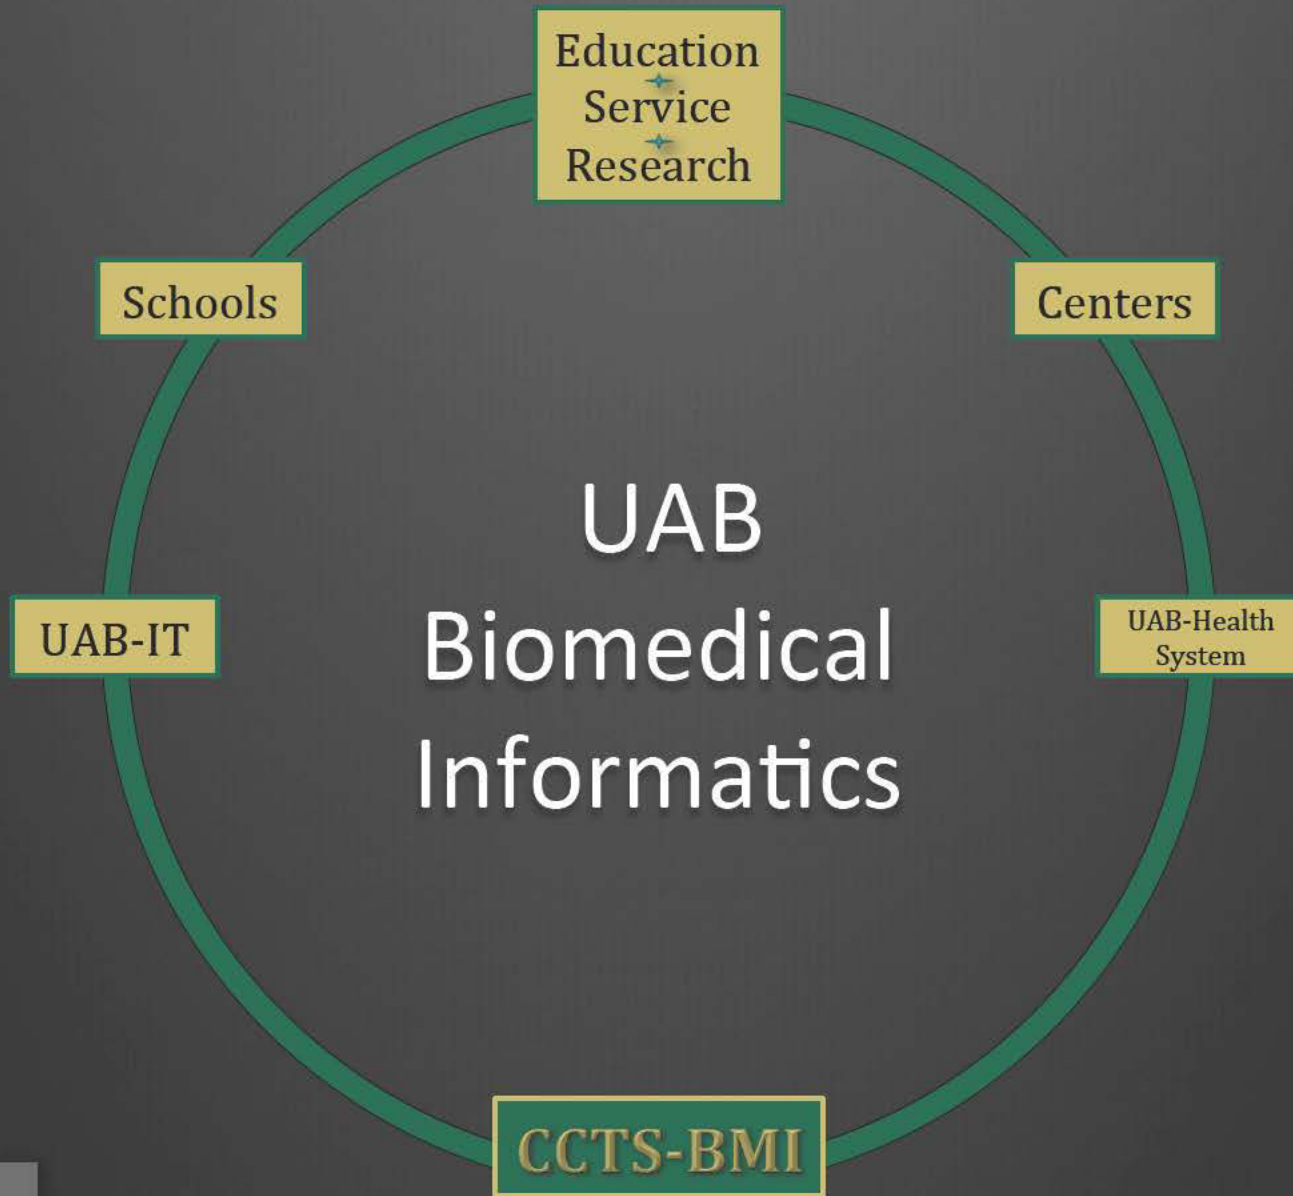 Education
Service
Research
Schools
Centers
UAB
Biomedical
Informatics
UAB-IT
UAB-Health
System
CCTS-BMI